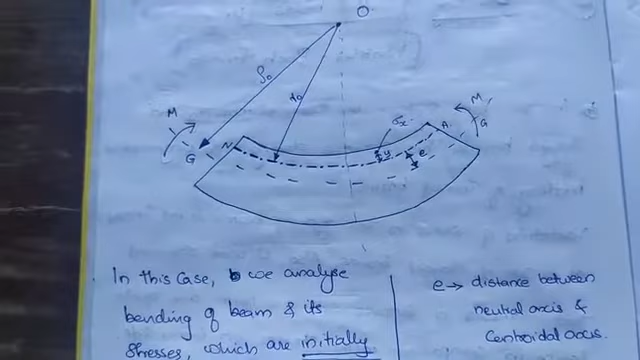 O
ρ₀
r₀
M
M
σx
A
G
N
y
e
G
In this case, we analyse
bending of beam & its
stresses, which are initially
e → distance between
neutral axis &
Centroidal axis.